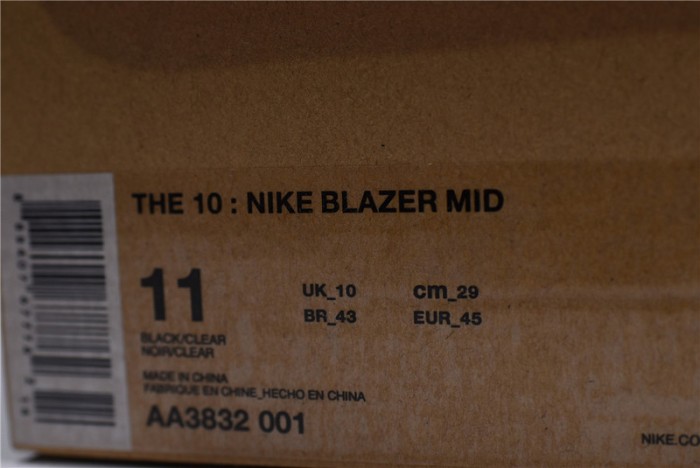 THE 10 : NIKE BLAZER MID
11
UK_10 cm_29
BR_43 EUR_45
BLACK/CLEAR
NOIR/CLEAR
MADE IN CHINA
FABRIQUE EN CHINE_HECHO EN CHINA
AA3832 001
NIKE.CO